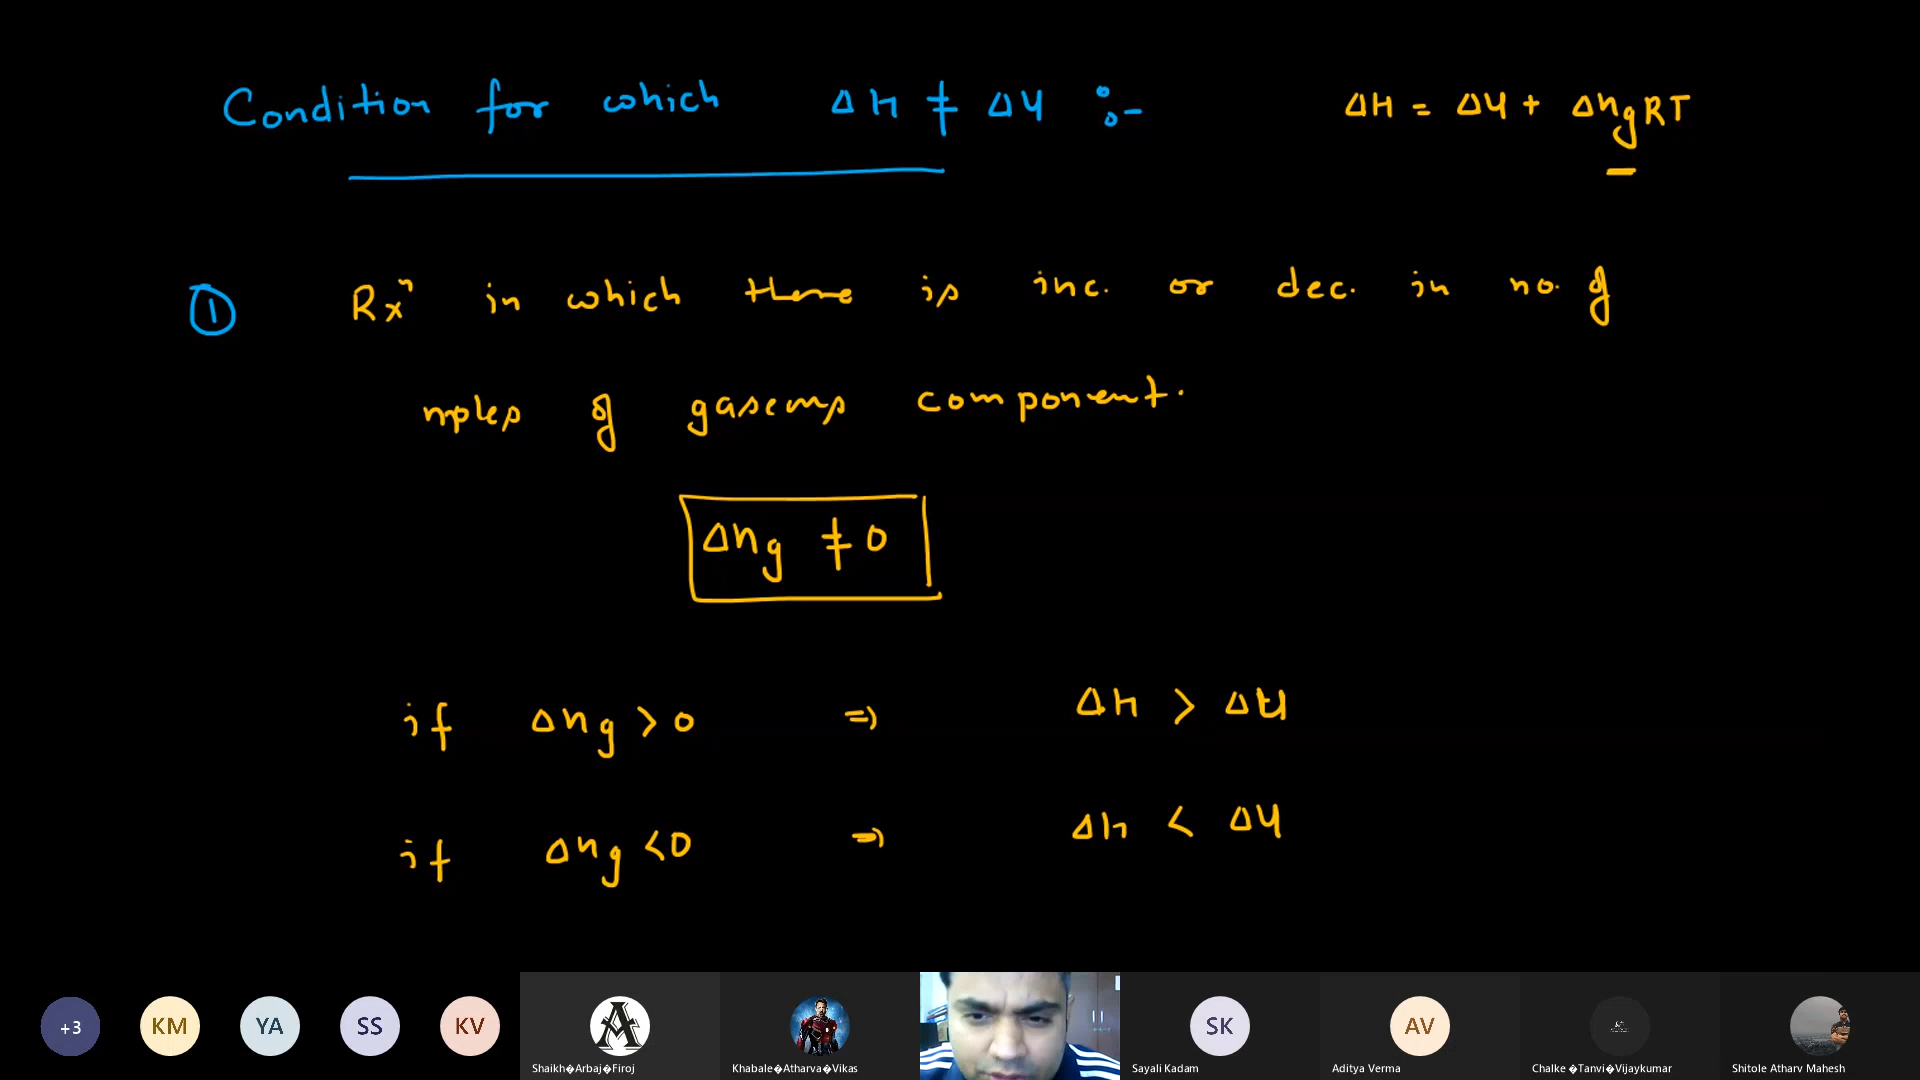 Condition for which ΔH ≠ ΔU :-
ΔH = ΔU + ΔngRT
① Rxⁿ in which there is inc. or dec. in no. of
moles of gaseous component.
Δng ≠ 0
if Δng > 0 ⇒ ΔH > ΔU
if Δng < 0 ⇒ ΔH < ΔU
+3
KM
YA
SS
KV
SK
AV
Shaikh�Arbaj�Firoj
Khabale�Atharva�Vikas
Sayali Kadam
Aditya Verma
Chalke �Tanvi�Vijaykumar
Shitole Atharv Mahesh